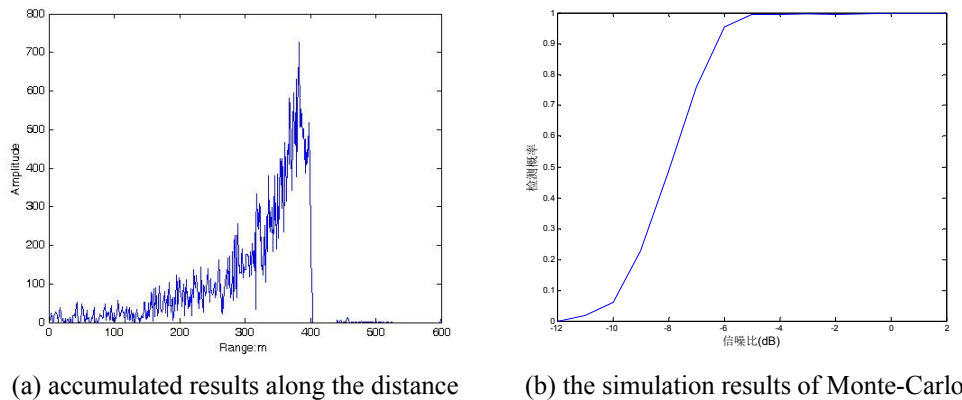 800
700
600
500
400
300
200
100
0
Amplitude
0 100 200 300 400 500 600
Range:m
1
0.9
0.8
0.7
0.6
0.5
0.4
0.3
0.2
0.1
0
检测概率
-12 -10 -8 -6 -4 -2 0 2
信噪比(dB)
(a) accumulated results along the distance
(b) the simulation results of Monte-Carlo